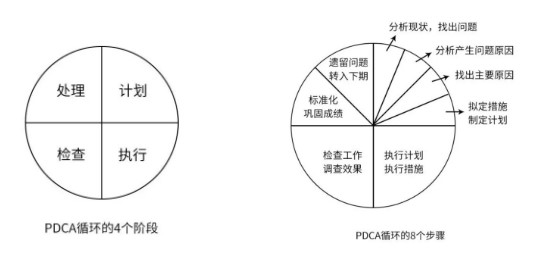 处理
计划
检查
执行
PDCA循环的4个阶段
分析现状，找出问题
分析产生问题原因
找出主要原因
拟定措施
制定计划
遗留问题
转入下期
标准化
巩固成绩
检查工作
调查效果
执行计划
执行措施
PDCA循环的8个步骤